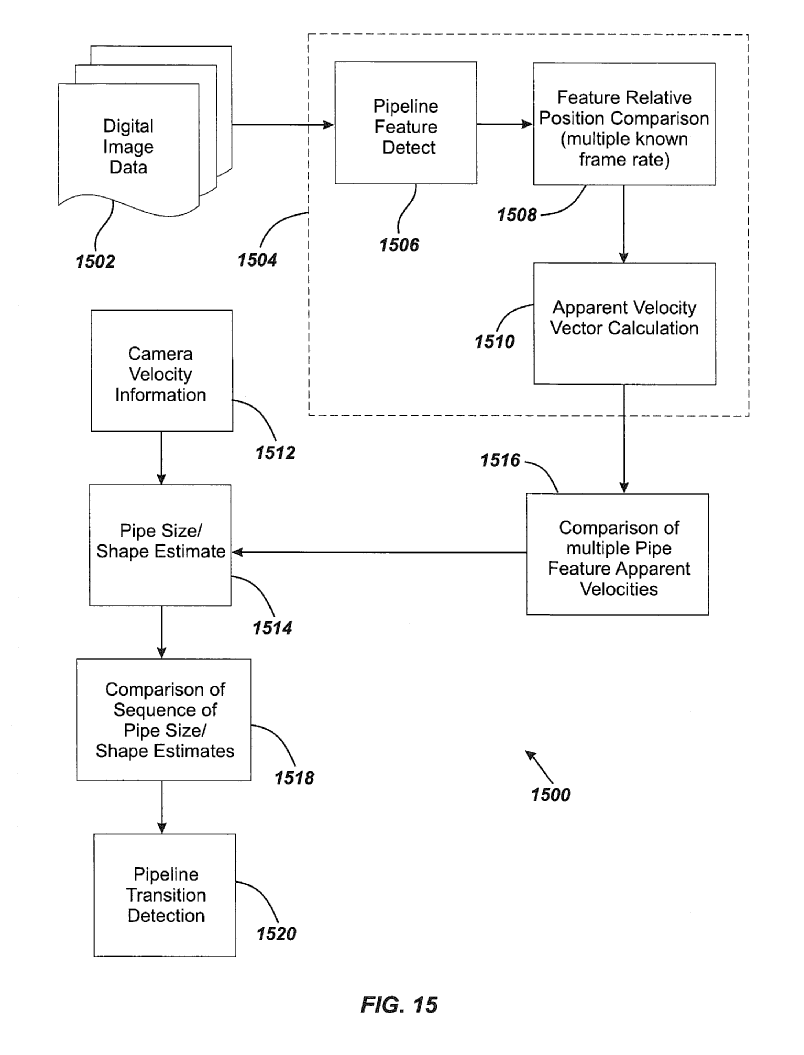 Digital
Image
Data
1502
1504
Pipeline
Feature
Detect
1506
Feature Relative
Position Comparison
(multiple known
frame rate)
1508
Apparent Velocity
Vector Calculation
1510
Camera
Velocity
Information
1512
1516
Comparison of
multiple Pipe
Feature Apparent
Velocities
Pipe Size/
Shape Estimate
1514
Comparison of
Sequence of
Pipe Size/
Shape Estimates
1518
1500
Pipeline
Transition
Detection
1520
FIG. 15